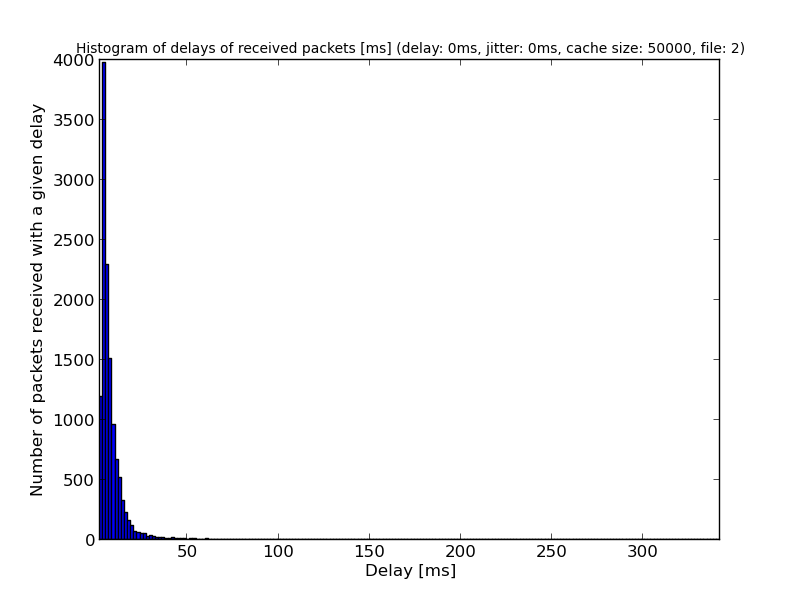 Histogram of delays of received packets [ms] (delay: 0ms, jitter: 0ms, cache size: 50000, file: 2)
4000
3500
3000
2500
2000
1500
1000
500
0
Number of packets received with a given delay
50 100 150 200 250 300
Delay [ms]